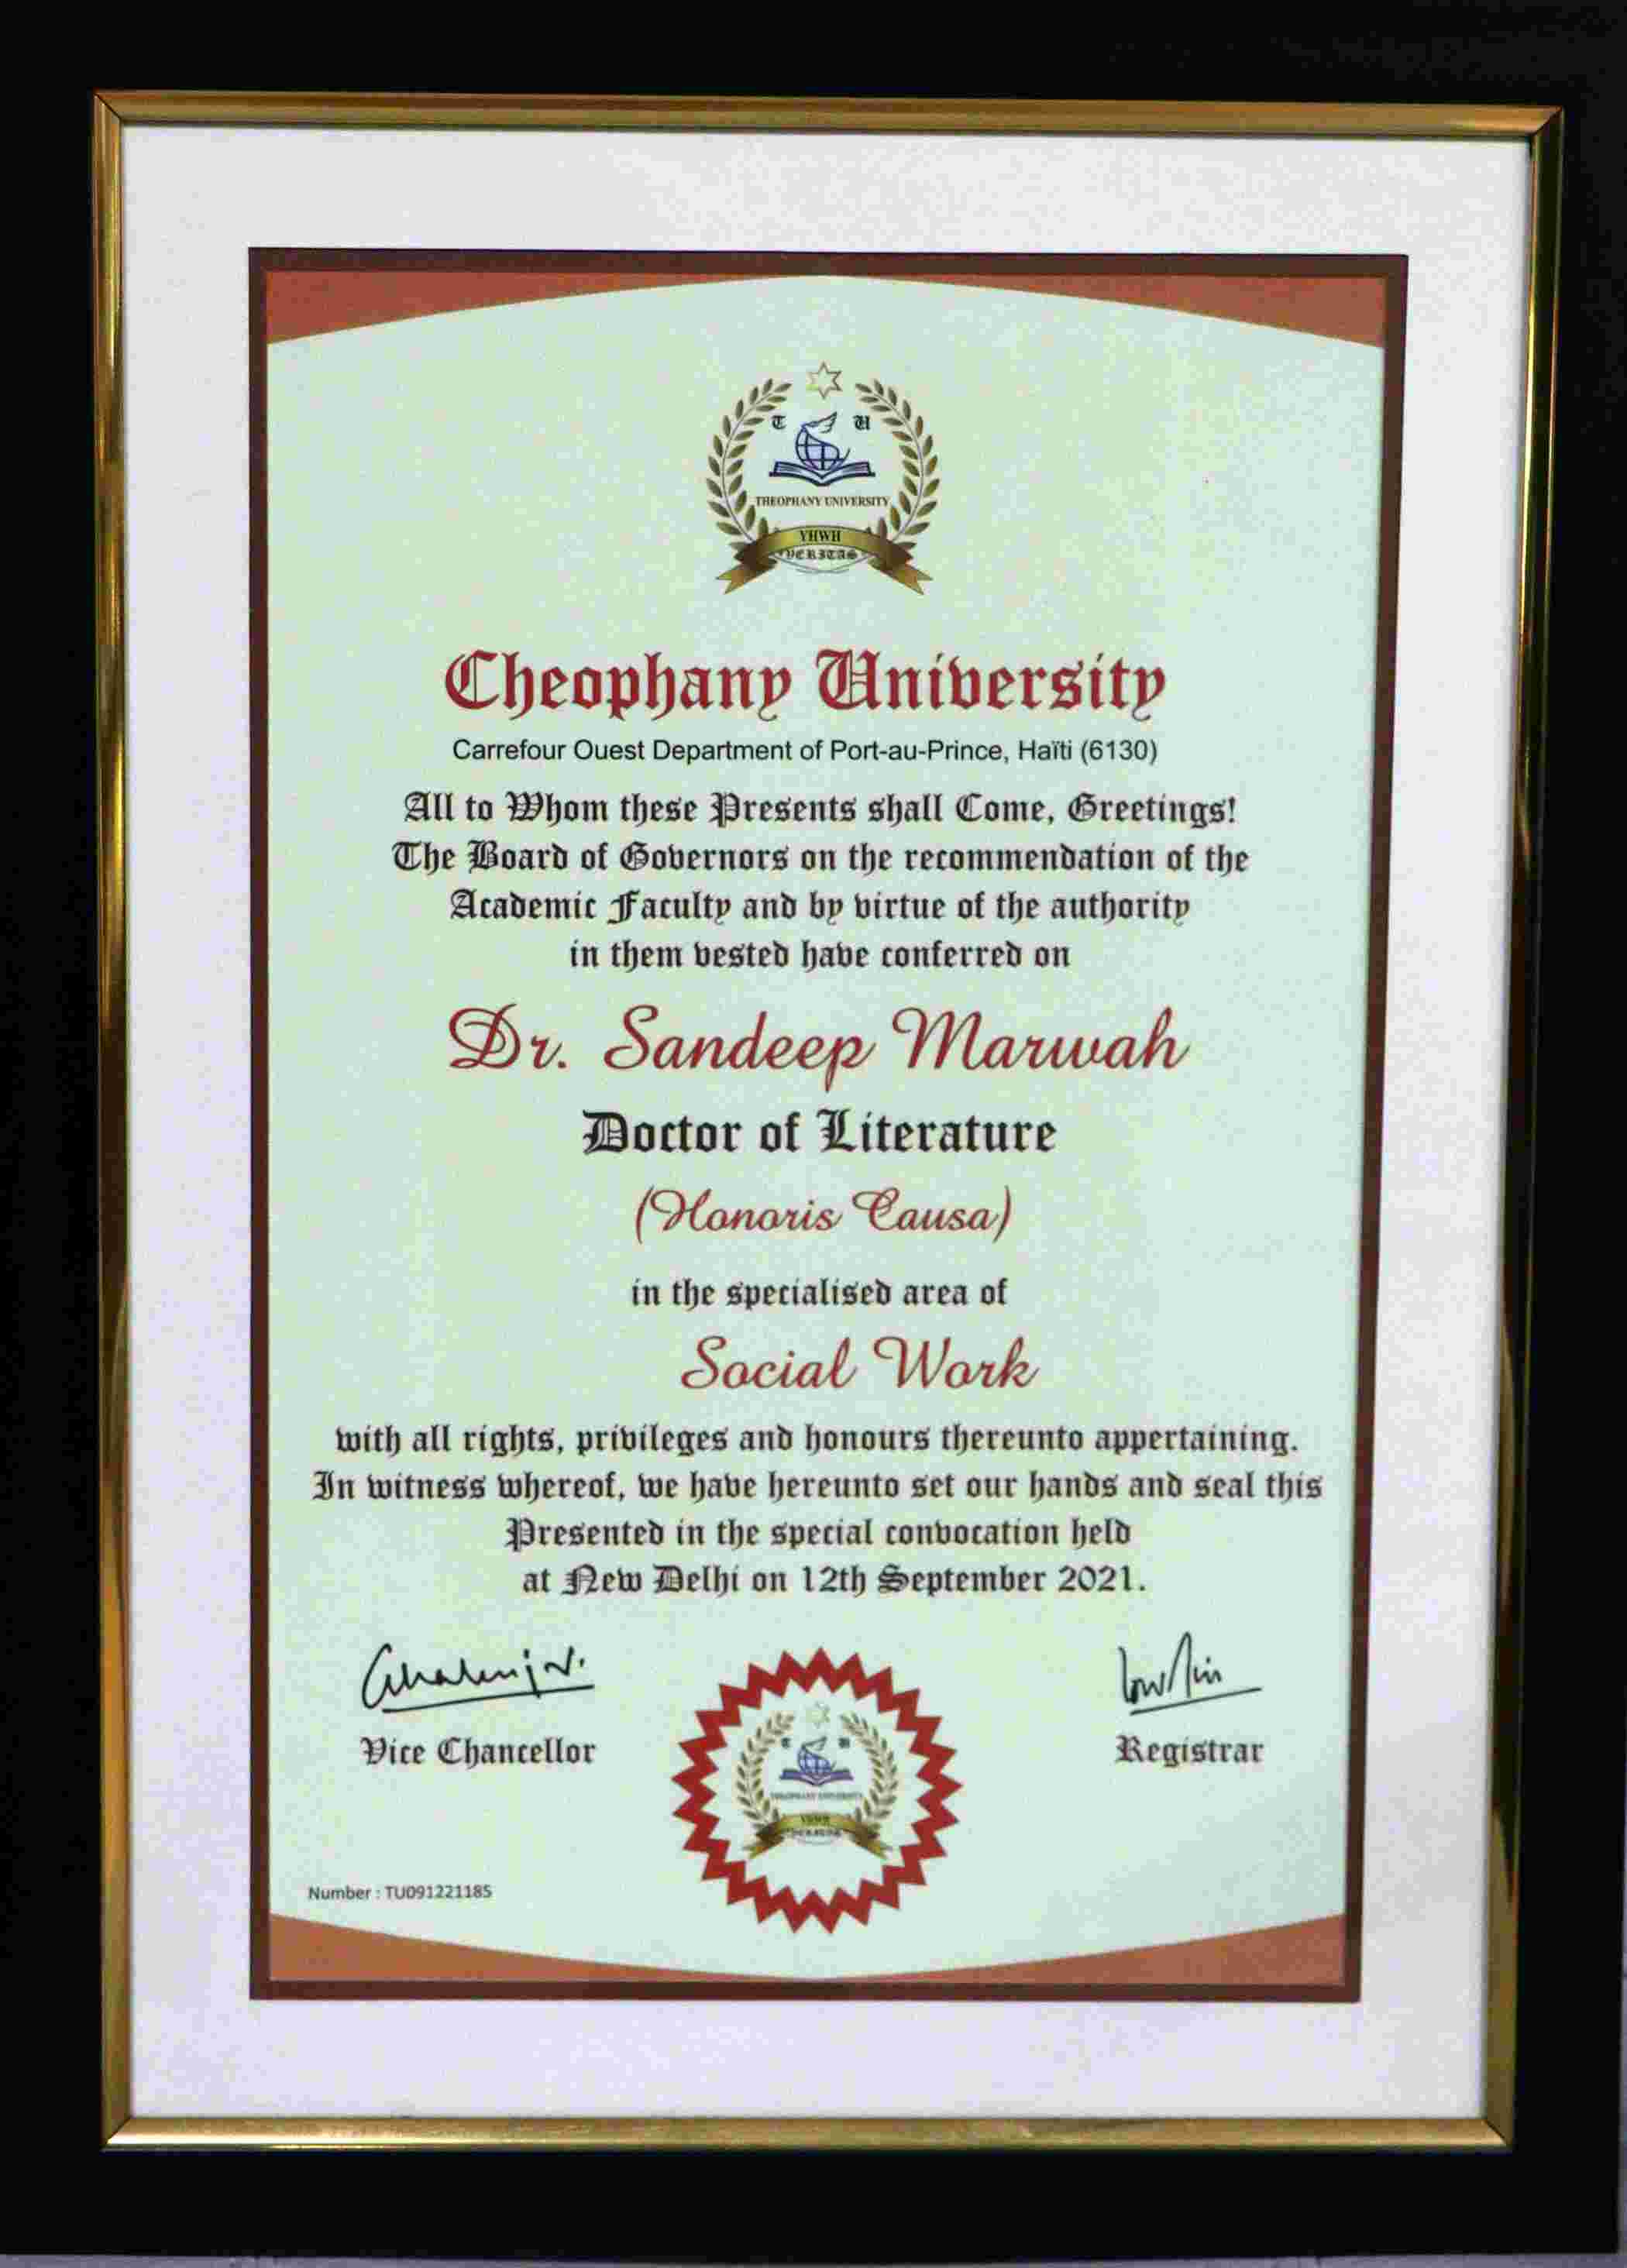 T U
THEOPHANY UNIVERSITY
YHWH
VERITAS
Theophany University
Carrefour Ouest Department of Port-au-Prince, Haïti (6130)
All to Whom these Presents shall Come, Greetings!
The Board of Governors on the recommendation of the
Academic Faculty and by virtue of the authority
in them vested have conferred on
Dr. Sandeep Marwah
Doctor of Literature
(Honoris Causa)
in the specialised area of
Social Work
with all rights, privileges and honours thereunto appertaining.
In witness whereof, we have hereunto set our hands and seal this
Presented in the special convocation held
at New Delhi on 12th September 2021.
Vice Chancellor
Registrar
THEOPHANY UNIVERSITY
YHWH
Number : TU091221185